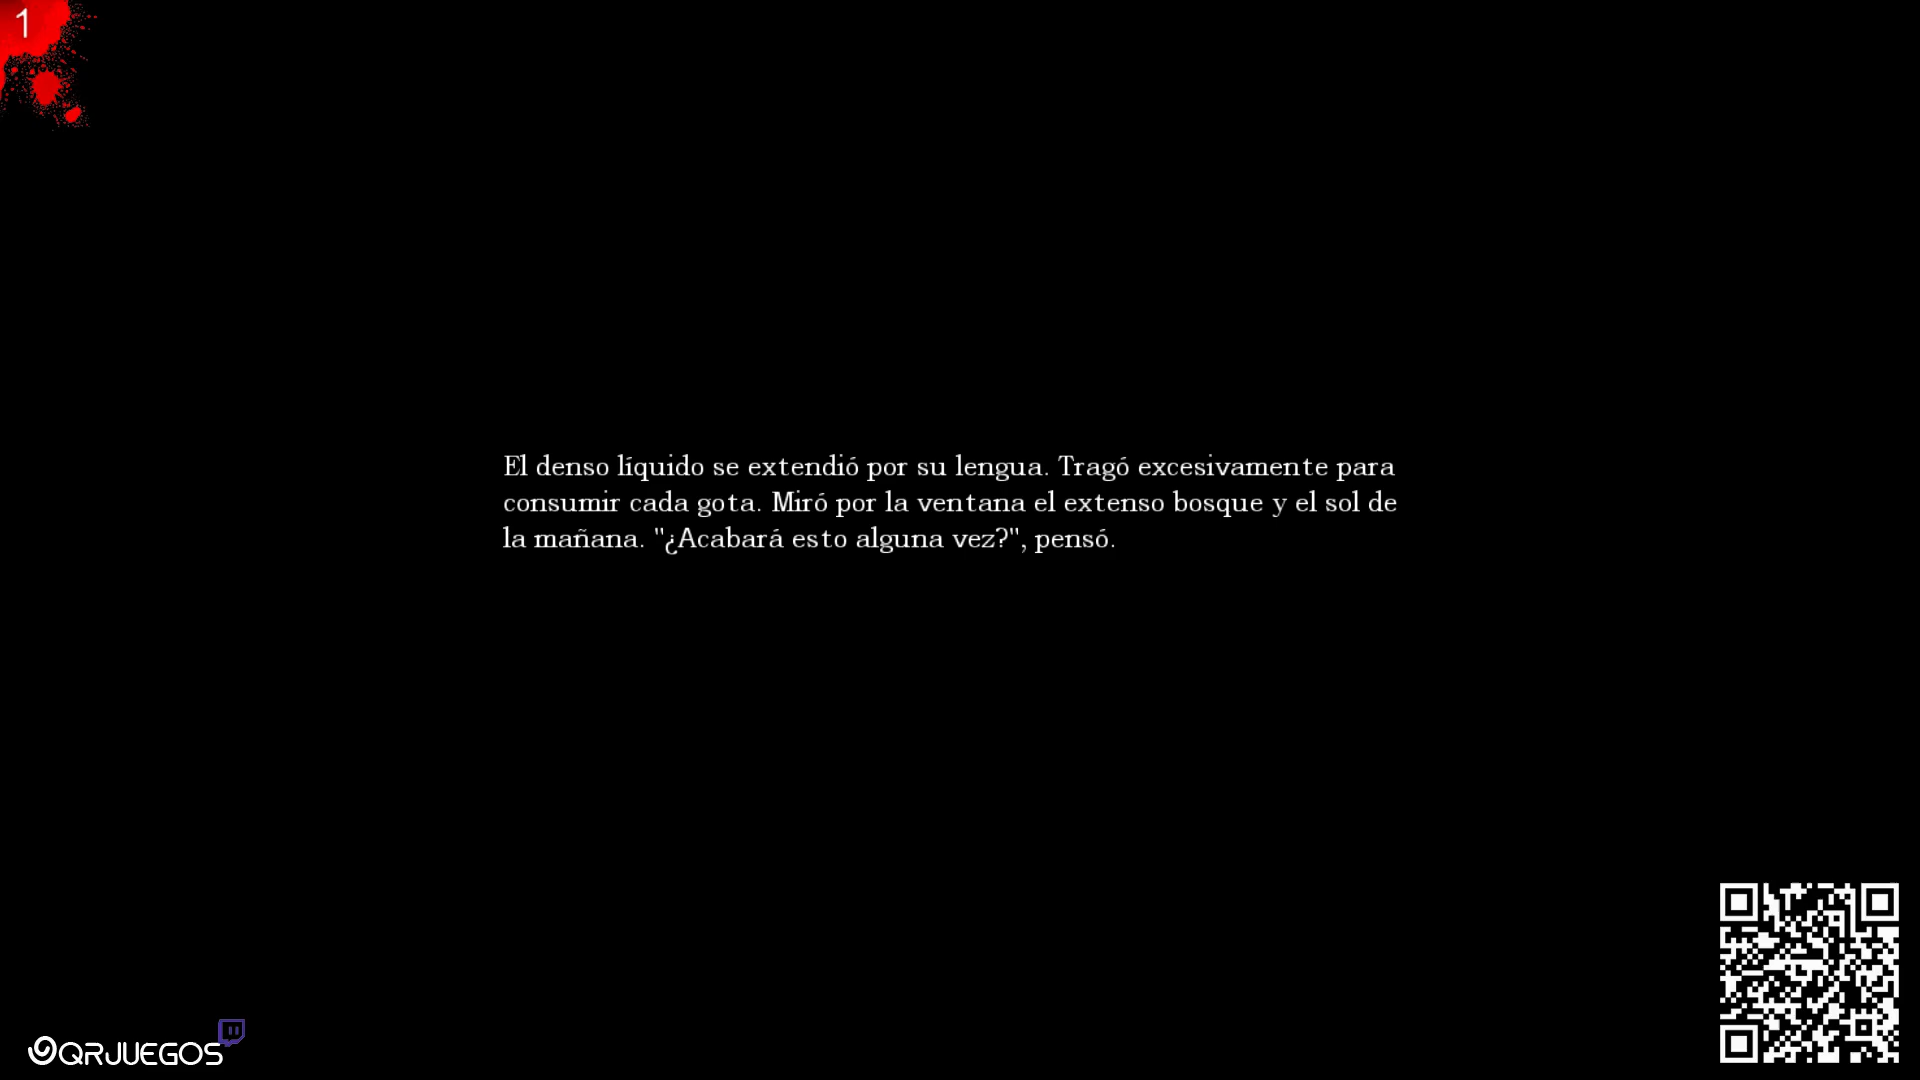 1
El denso líquido se extendió por su lengua. Tragó excesivamente para
consumir cada gota. Miró por la ventana el extenso bosque y el sol de
la mañana. "¿Acabará esto alguna vez?", pensó.
QRJUEGOS